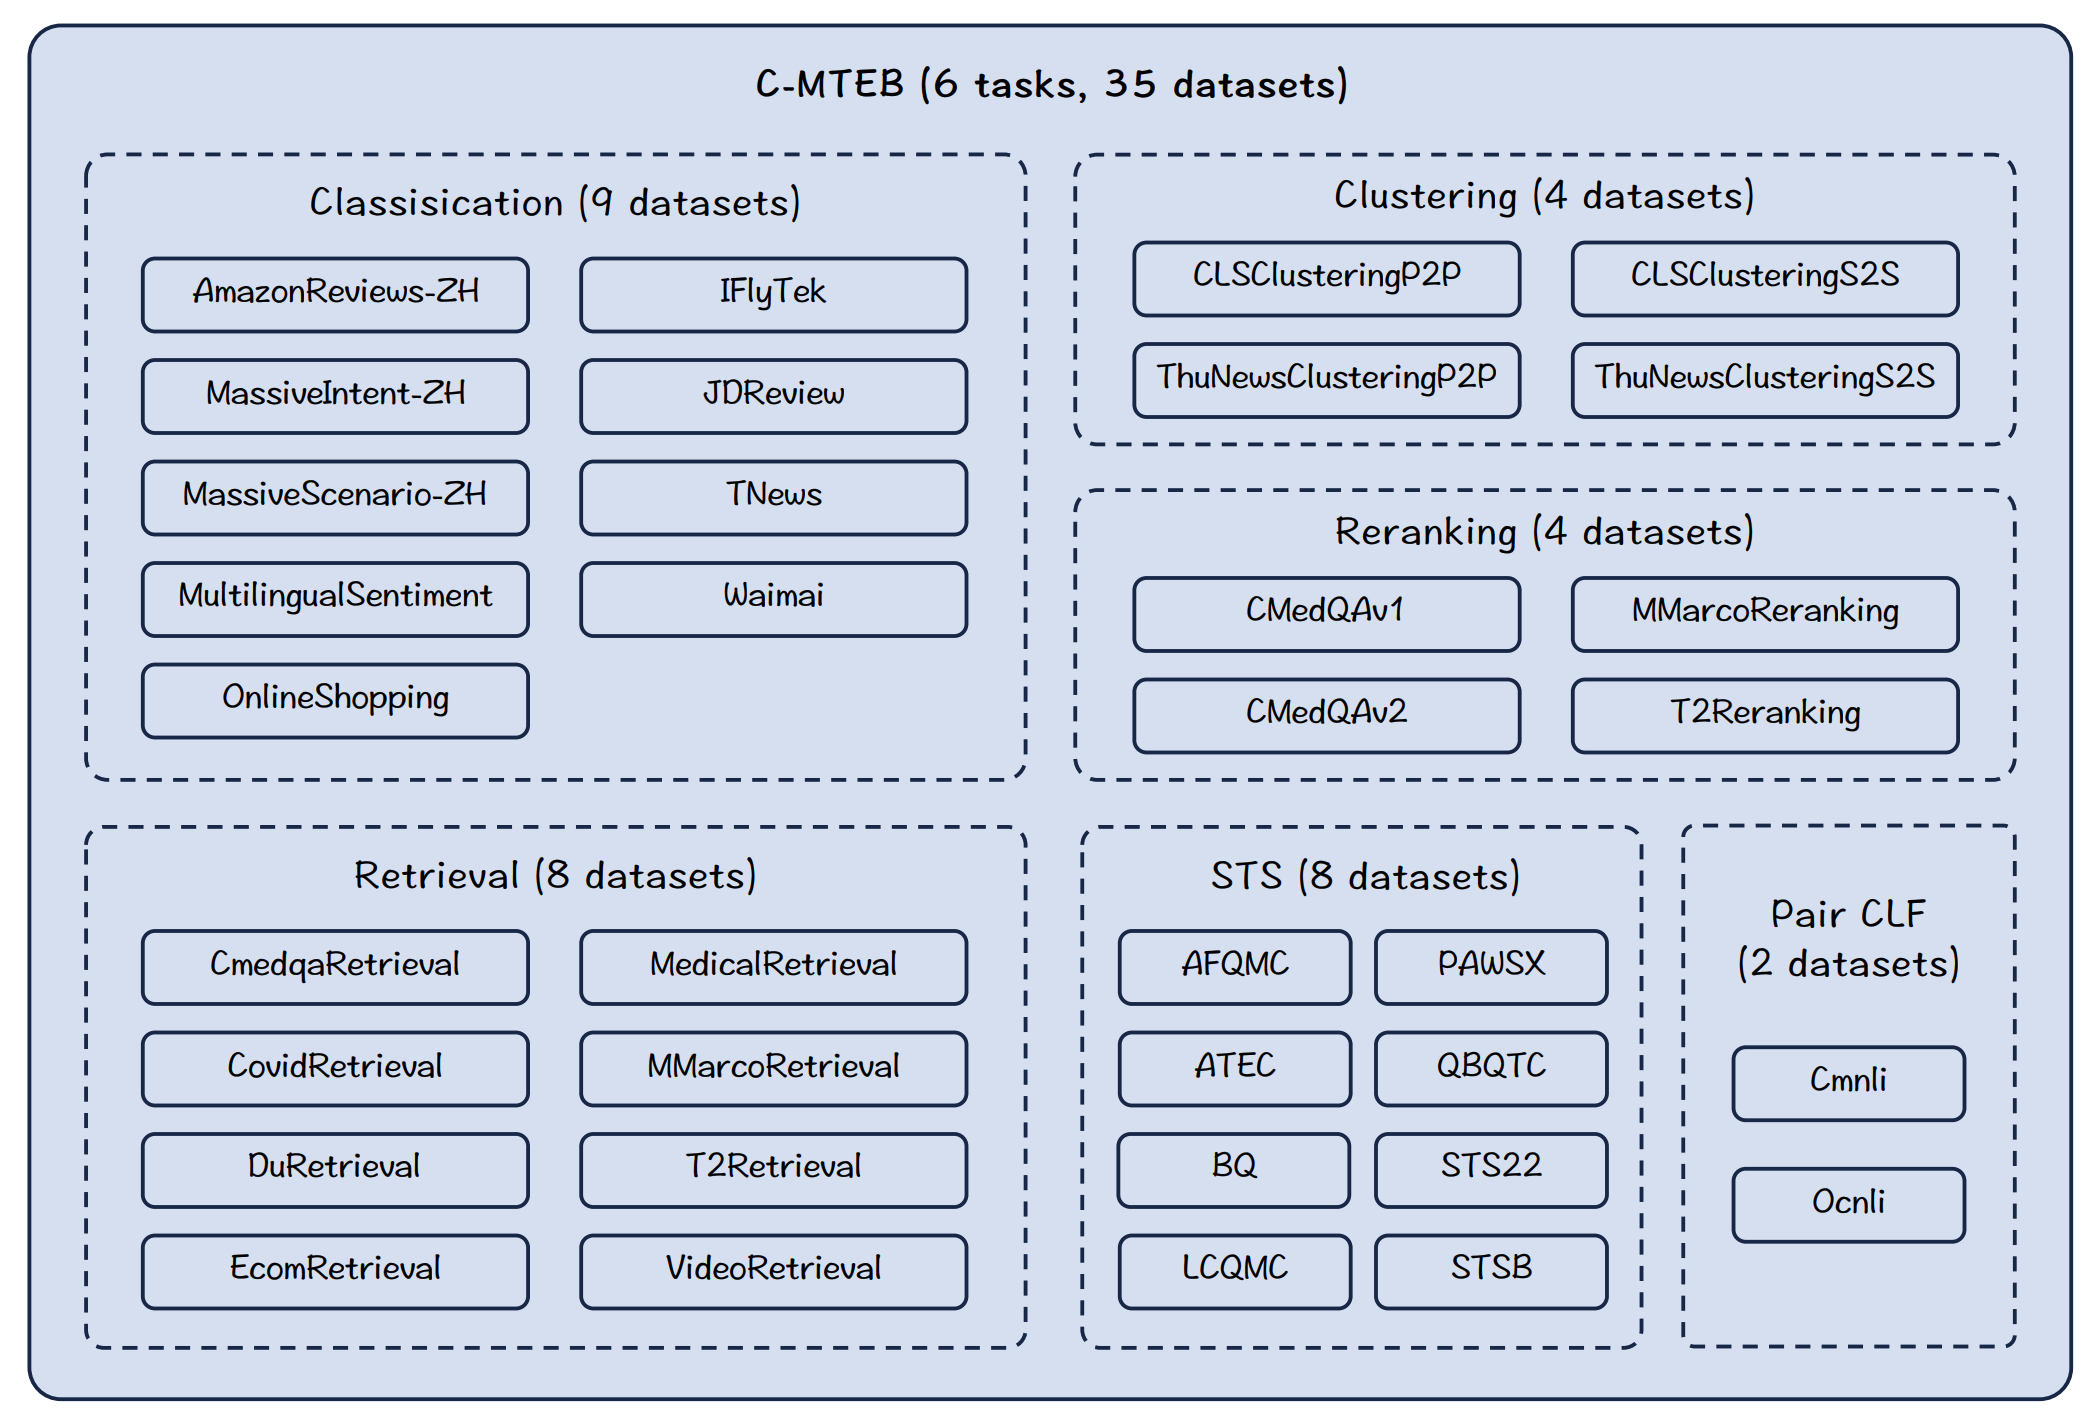 C-MTEB (6 tasks, 35 datasets)
Classisication (9 datasets)
AmazonReviews-ZH
IFlyTek
MassiveIntent-ZH
JDReview
MassiveScenario-ZH
TNews
MultilingualSentiment
Waimai
OnlineShopping
Clustering (4 datasets)
CLSClusteringP2P
CLSClusteringS2S
ThuNewsClusteringP2P
ThuNewsClusteringS2S
Reranking (4 datasets)
CMedQAv1
MMarcoReranking
CMedQAv2
T2Reranking
Retrieval (8 datasets)
CmedqaRetrieval
MedicalRetrieval
CovidRetrieval
MMarcoRetrieval
DuRetrieval
T2Retrieval
EcomRetrieval
VideoRetrieval
STS (8 datasets)
AFQMC
PAWSX
ATEC
QBQTC
BQ
STS22
LCQMC
STSB
Pair CLF
(2 datasets)
Cmnli
Ocnli